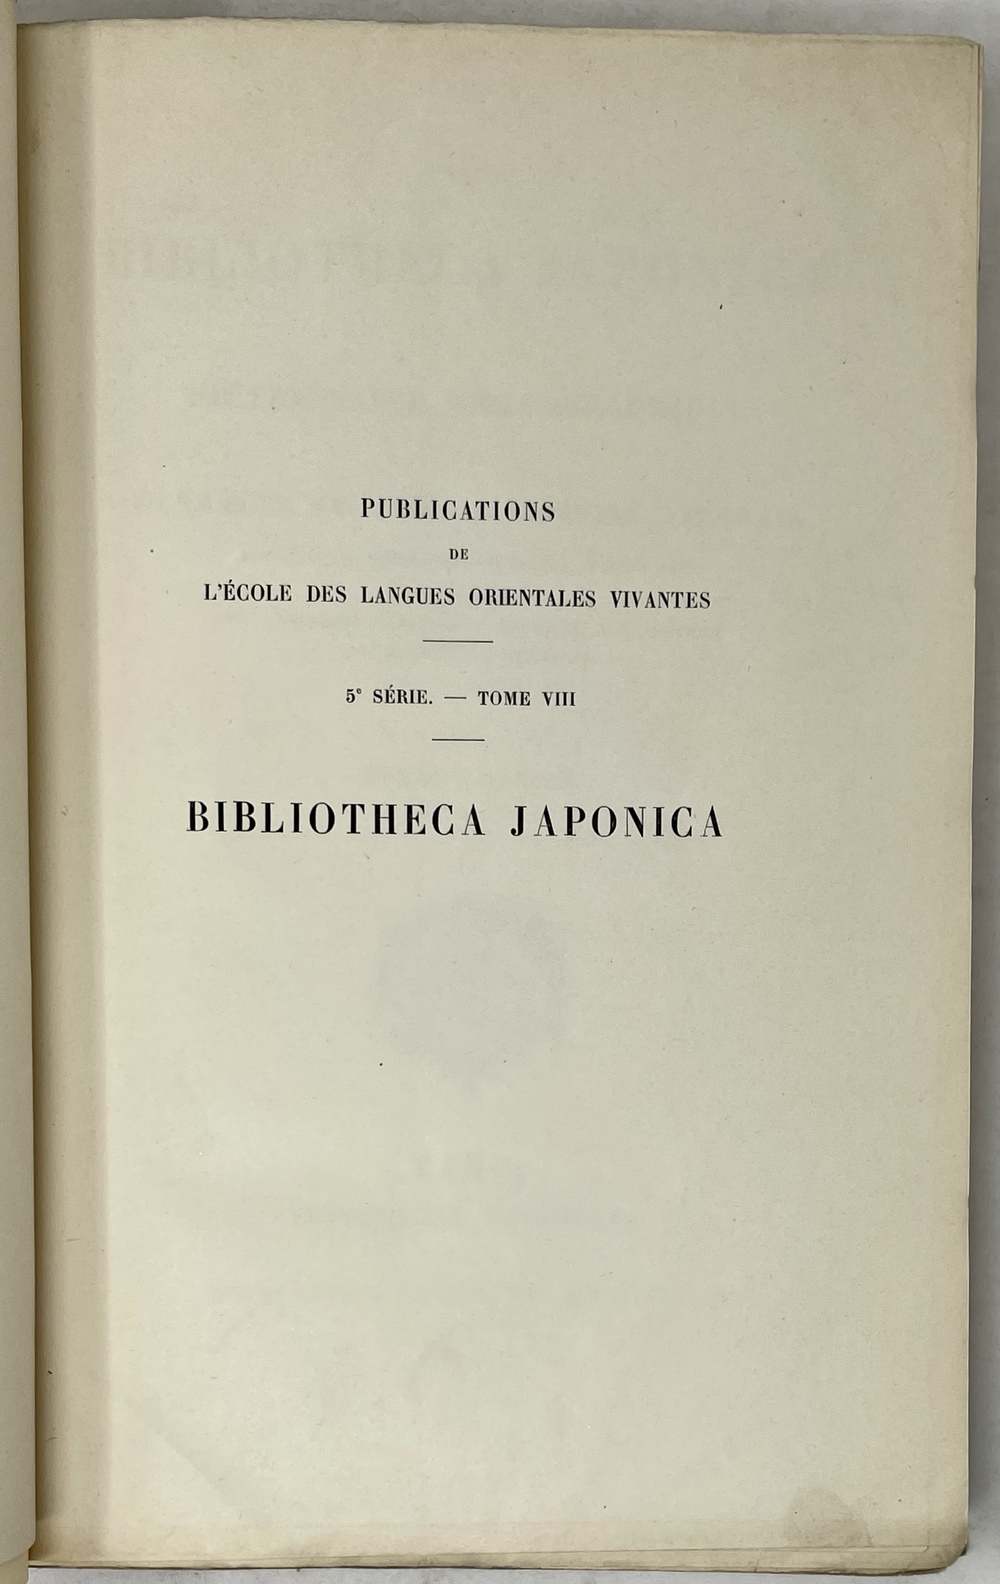 PUBLICATIONS
DE
L'ÉCOLE DES LANGUES ORIENTALES VIVANTES
5e SÉRIE. — TOME VIII
BIBLIOTHECA JAPONICA